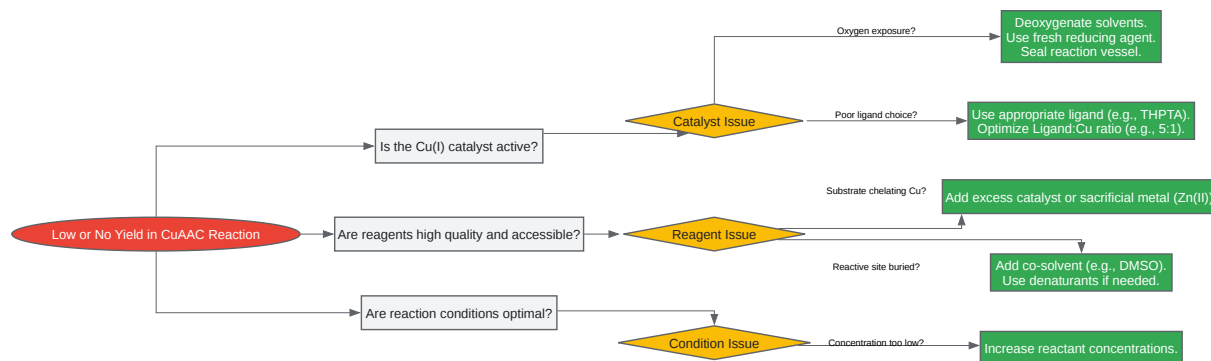 Oxygen exposure?
Deoxygenate solvents.
Use fresh reducing agent.
Seal reaction vessel.
Catalyst Issue
Poor ligand choice?
Use appropriate ligand (e.g., THPTA).
Optimize Ligand:Cu ratio (e.g., 5:1).
Is the Cu(I) catalyst active?
Substrate chelating Cu?
Add excess catalyst or sacrificial metal (Zn(II))
Low or No Yield in CuAAC Reaction
Are reagents high quality and accessible?
Reagent Issue
Reactive site buried?
Add co-solvent (e.g., DMSO).
Use denaturants if needed.
Are reaction conditions optimal?
Condition Issue
Concentration too low?
Increase reactant concentrations.